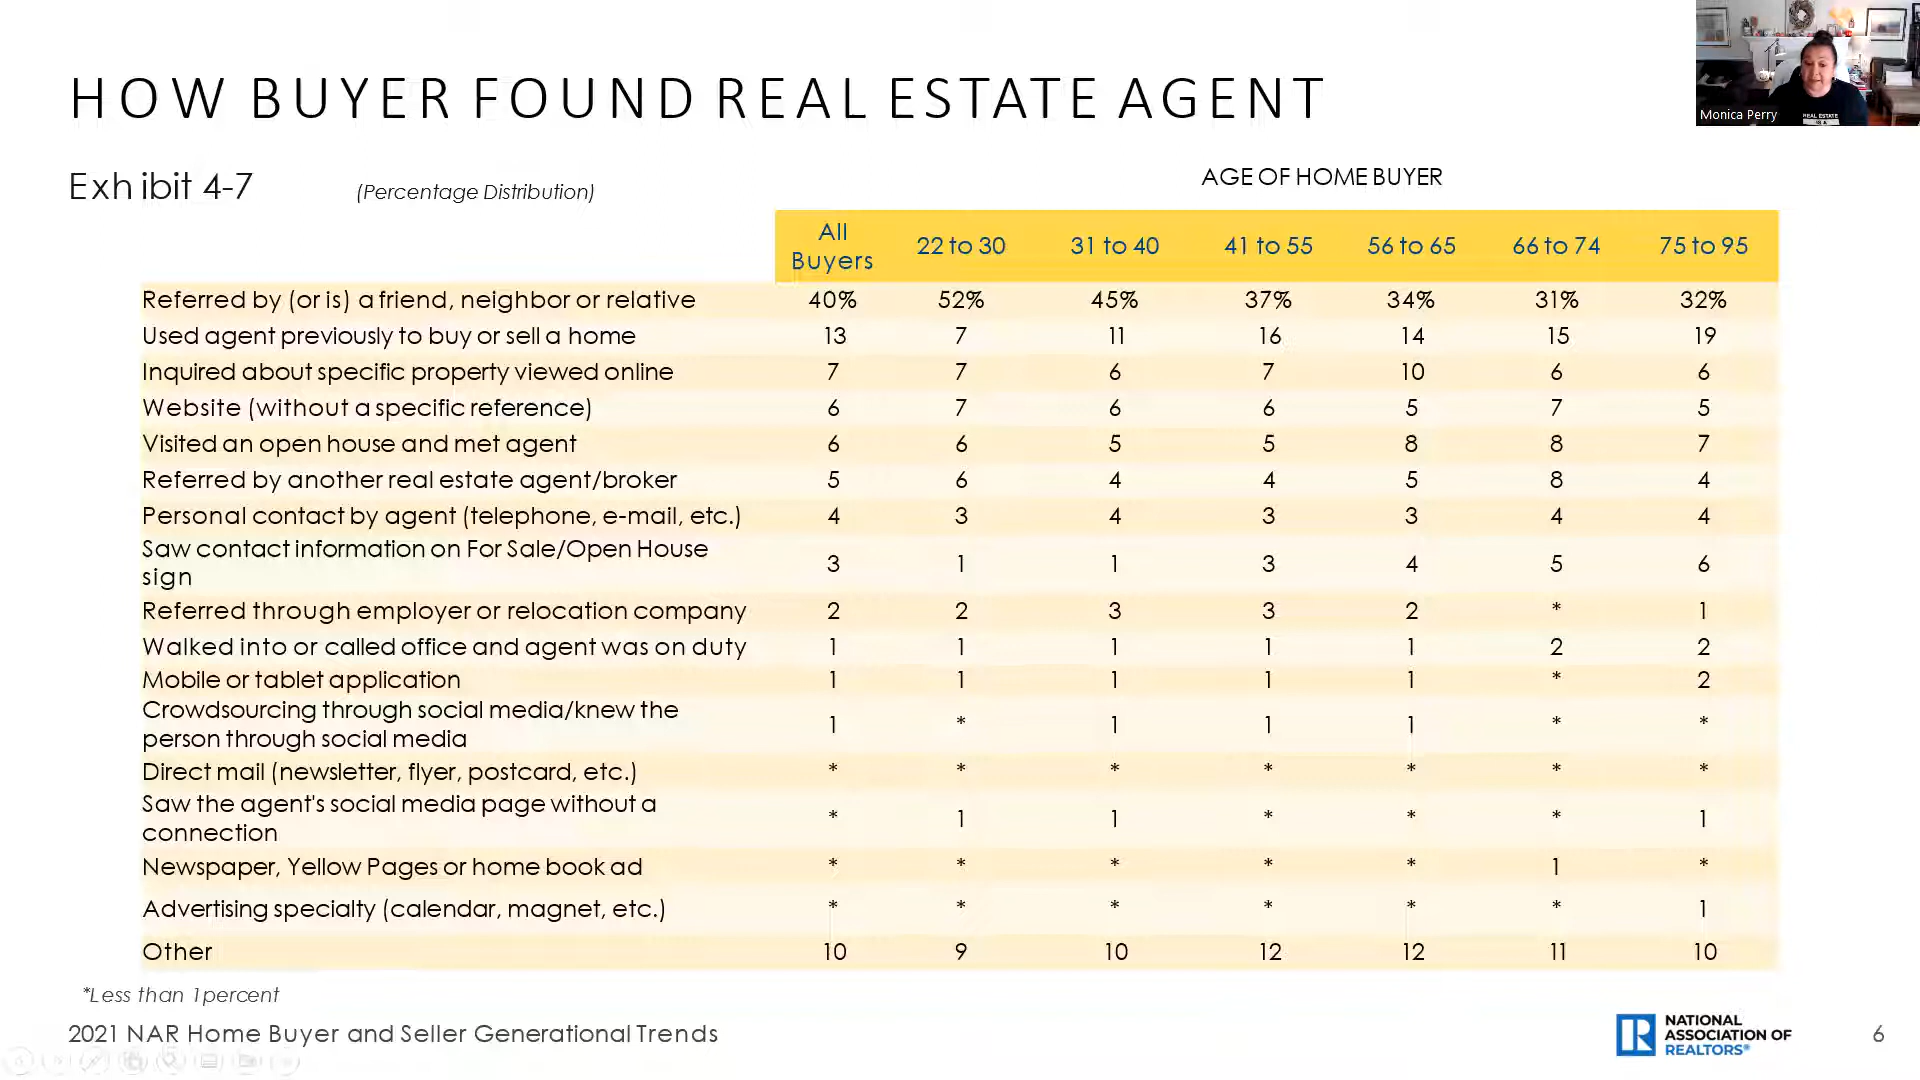 HOW BUYER FOUND REAL ESTATE AGENT
Monica Perry
REAL ESTATE
IS A
Exhibit 4-7 (Percentage Distribution)
AGE OF HOME BUYER
All Buyers 22 to 30 31 to 40 41 to 55 56 to 65 66 to 74 75 to 95
Referred by (or is) a friend, neighbor or relative 40% 52% 45% 37% 34% 31% 32%
Used agent previously to buy or sell a home 13 7 11 16 14 15 19
Inquired about specific property viewed online 7 7 6 7 10 6 6
Website (without a specific reference) 6 7 6 6 5 7 5
Visited an open house and met agent 6 6 5 5 8 8 7
Referred by another real estate agent/broker 5 6 4 4 5 8 4
Personal contact by agent (telephone, e-mail, etc.) 4 3 4 3 3 4 4
Saw contact information on For Sale/Open House
sign 3 1 1 3 4 5 6
Referred through employer or relocation company 2 2 3 3 2 * 1
Walked into or called office and agent was on duty 1 1 1 1 1 2 2
Mobile or tablet application 1 1 1 1 1 * 2
Crowdsourcing through social media/knew the
person through social media 1 * 1 1 1 * *
Direct mail (newsletter, flyer, postcard, etc.) * * * * * * *
Saw the agent's social media page without a
connection * 1 1 * * * 1
Newspaper, Yellow Pages or home book ad * * * * * 1 *
Advertising specialty (calendar, magnet, etc.) * * * * * * 1
Other 10 9 10 12 12 11 10
*Less than 1 percent
2021 NAR Home Buyer and Seller Generational Trends
R
NATIONAL
ASSOCIATION OF
REALTORS®
6